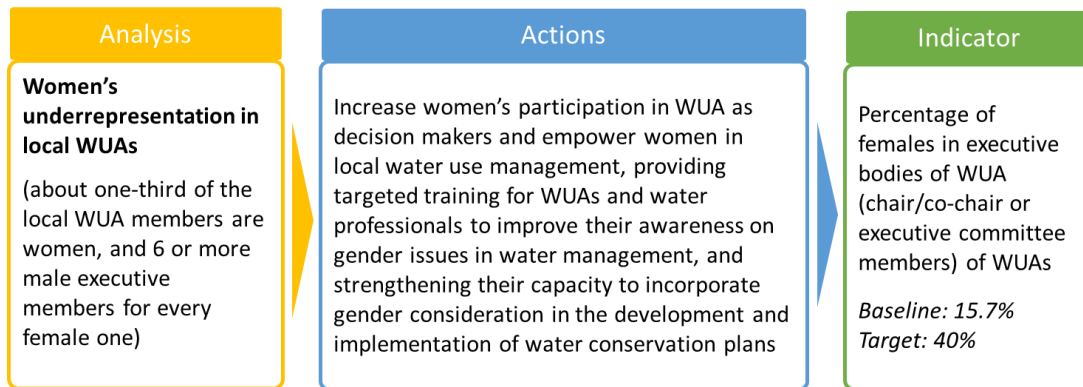 Analysis
Women’s
underrepresentation in
local WUAs
(about one-third of the
local WUA members are
women, and 6 or more
male executive
members for every
female one)
Actions
Increase women’s participation in WUA as
decision makers and empower women in
local water use management, providing
targeted training for WUAs and water
professionals to improve their awareness on
gender issues in water management, and
strengthening their capacity to incorporate
gender consideration in the development and
implementation of water conservation plans
Indicator
Percentage of
females in executive
bodies of WUA
(chair/co-chair or
executive committee
members) of WUAs
Baseline: 15.7%
Target: 40%